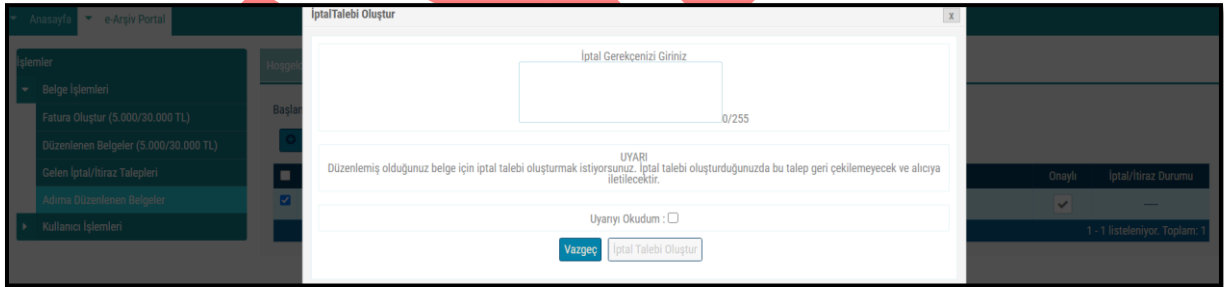 Anasayfa e-Arşiv Portal
İptalTalebi Oluştur x
İşlemler
Belge İşlemleri
Fatura Oluştur (5.000/30.000 TL)
Düzenlenen Belgeler (5.000/30.000 TL)
Gelen İptal/İtiraz Talepleri
Adıma Düzenlenen Belgeler
Kullanıcı İşlemleri
İptal Gerekçenizi Giriniz
0/255
UYARI
Düzenlemiş olduğunuz belge için iptal talebi oluşturmak istiyorsunuz. İptal talebi oluşturduğunuzda bu talep geri çekilemeyecek ve alıcıya
iletilecektir.
Uyarıyı Okudum :
Vazgeç İptal Talebi Oluştur
Onaylı İptal/İtiraz Durumu
----
1 - 1 listeleniyor. Toplam: 1